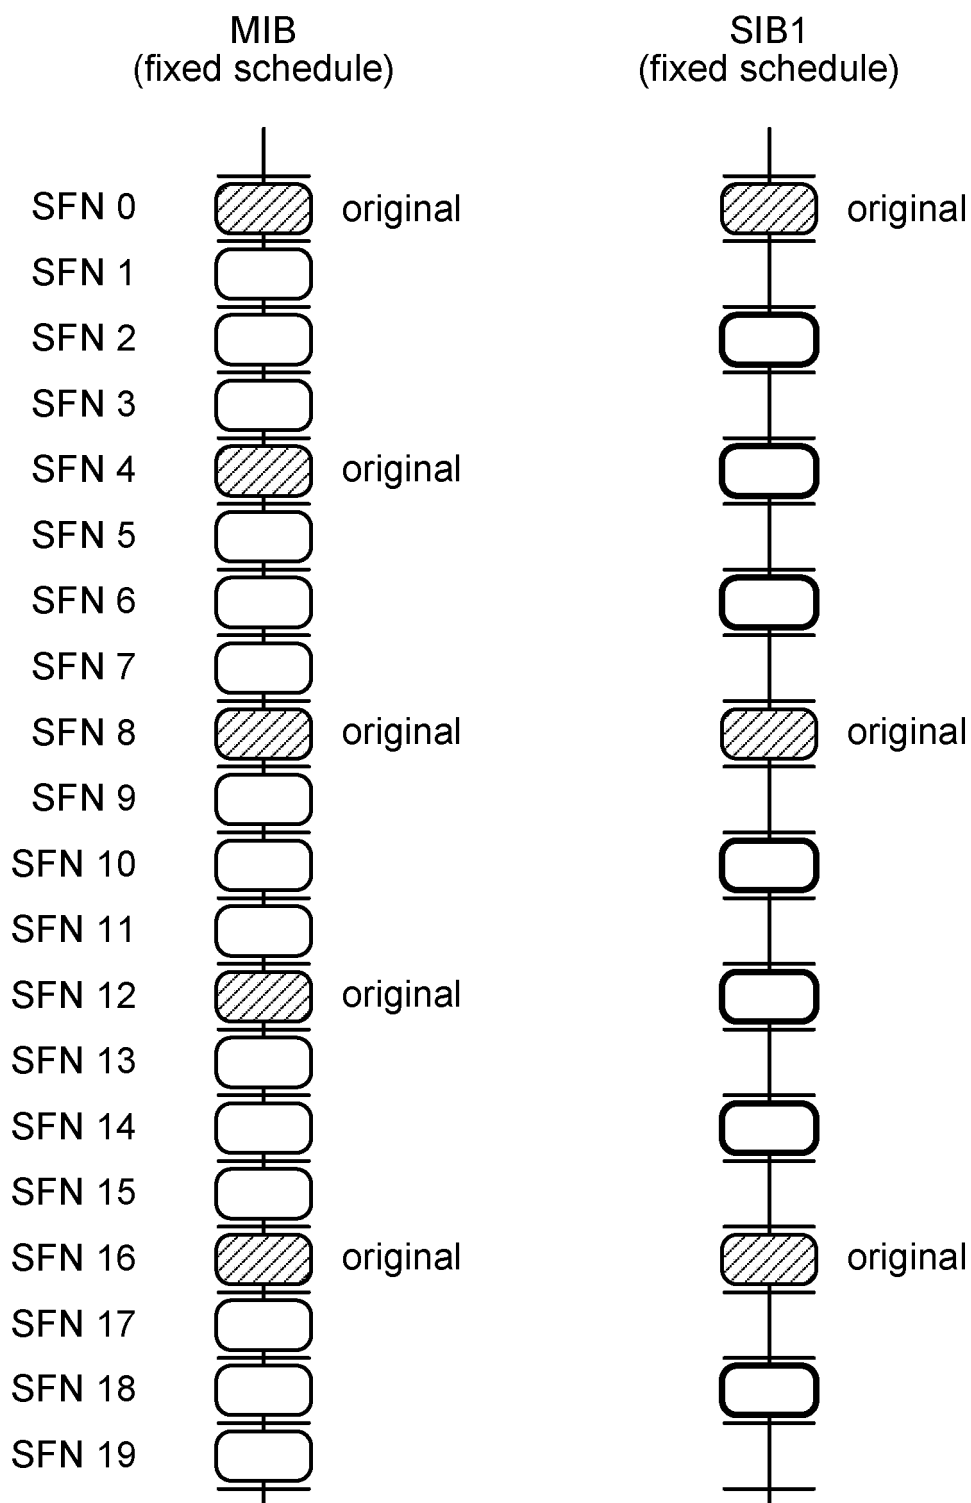 MIB
(fixed schedule)
SIB1
(fixed schedule)
SFN 0 original original
SFN 1
SFN 2
SFN 3
SFN 4 original
SFN 5
SFN 6
SFN 7
SFN 8 original original
SFN 9
SFN 10
SFN 11
SFN 12 original
SFN 13
SFN 14
SFN 15
SFN 16 original original
SFN 17
SFN 18
SFN 19